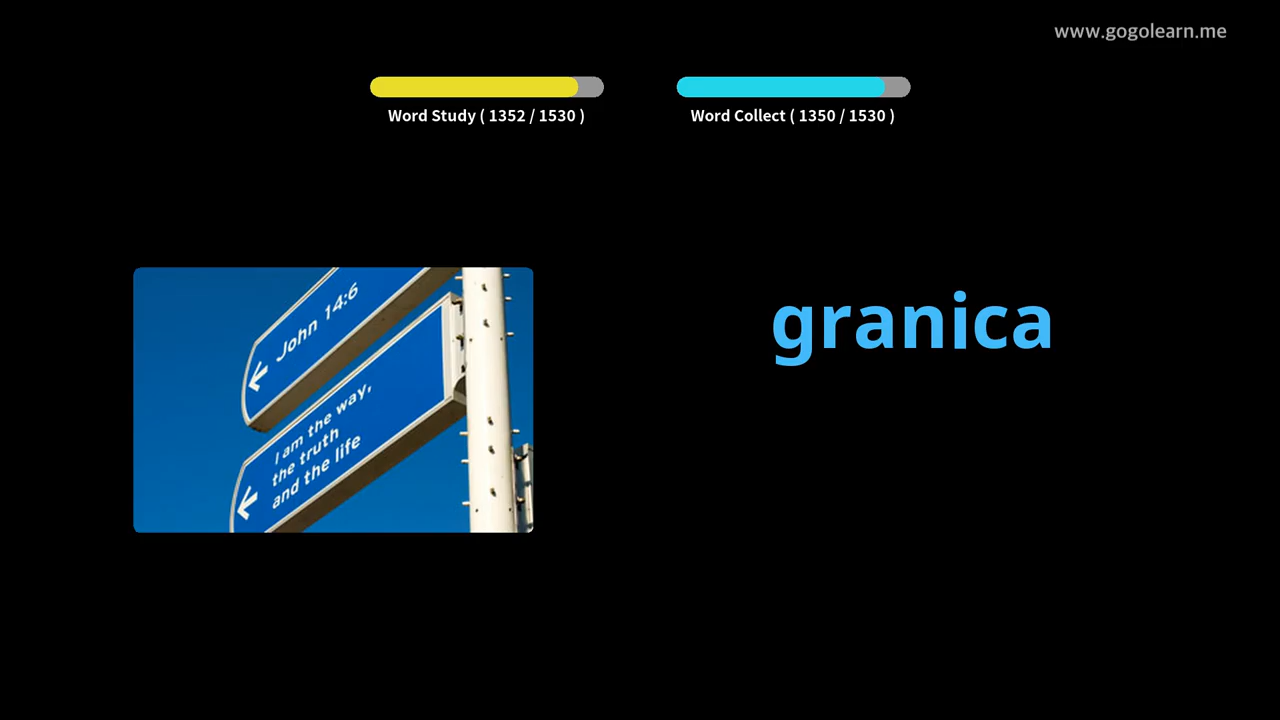 www.gogolearn.me
Word Study ( 1352 / 1530 )
Word Collect ( 1350 / 1530 )
John 14:6
I am the way,
the truth
and the life
granica